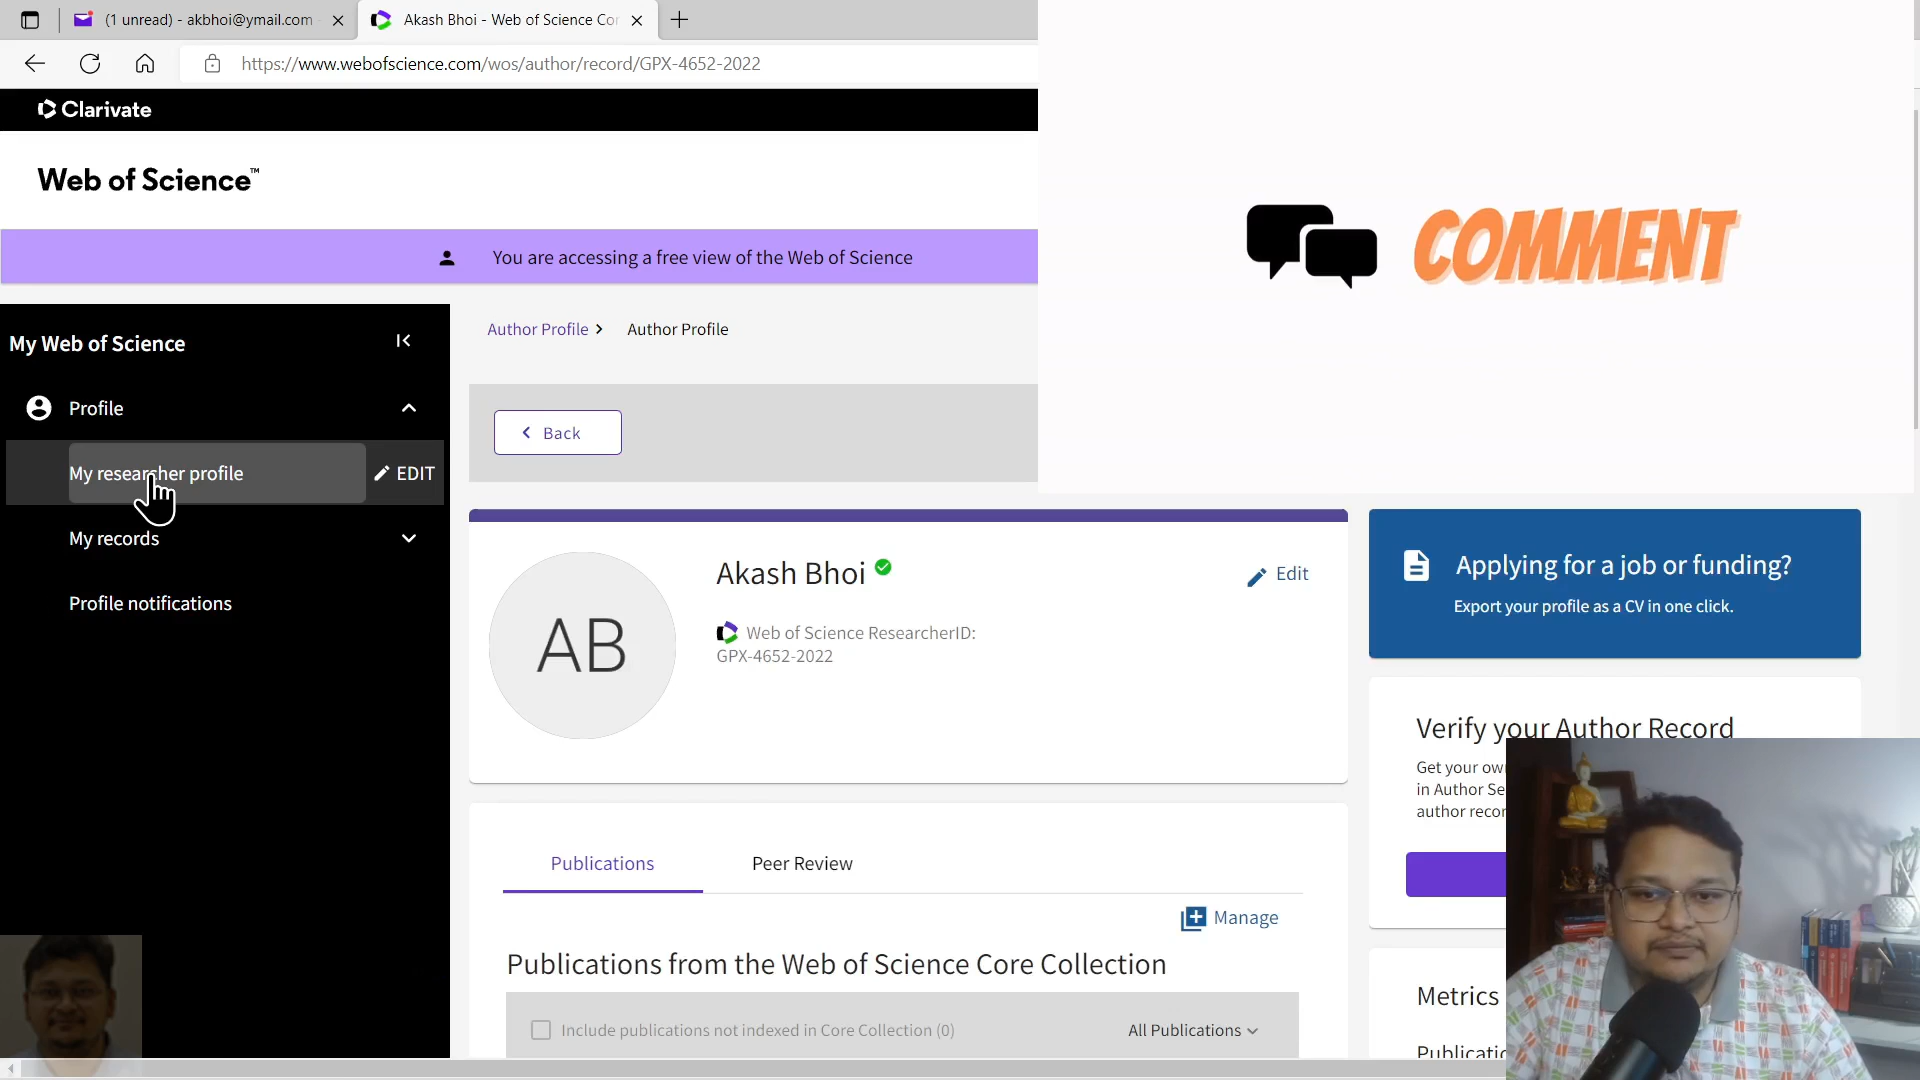 (1 unread) - akbhoi@ymail.com
Akash Bhoi - Web of Science Co
https://www.webofscience.com/wos/author/record/GPX-4652-2022
Clarivate
Web of Science™
You are accessing a free view of the Web of Science
COMMENT
My Web of Science
Profile
My researcher profile
EDIT
My records
Profile notifications
Author Profile > Author Profile
Back
AB
Akash Bhoi
Edit
Web of Science ResearcherID:
GPX-4652-2022
Publications
Peer Review
Manage
Publications from the Web of Science Core Collection
Include publications not indexed in Core Collection (0)
All Publications
Applying for a job or funding?
Export your profile as a CV in one click.
Verify your Author Record
Get your own
in Author Se
author recor
Metrics
Publicatio